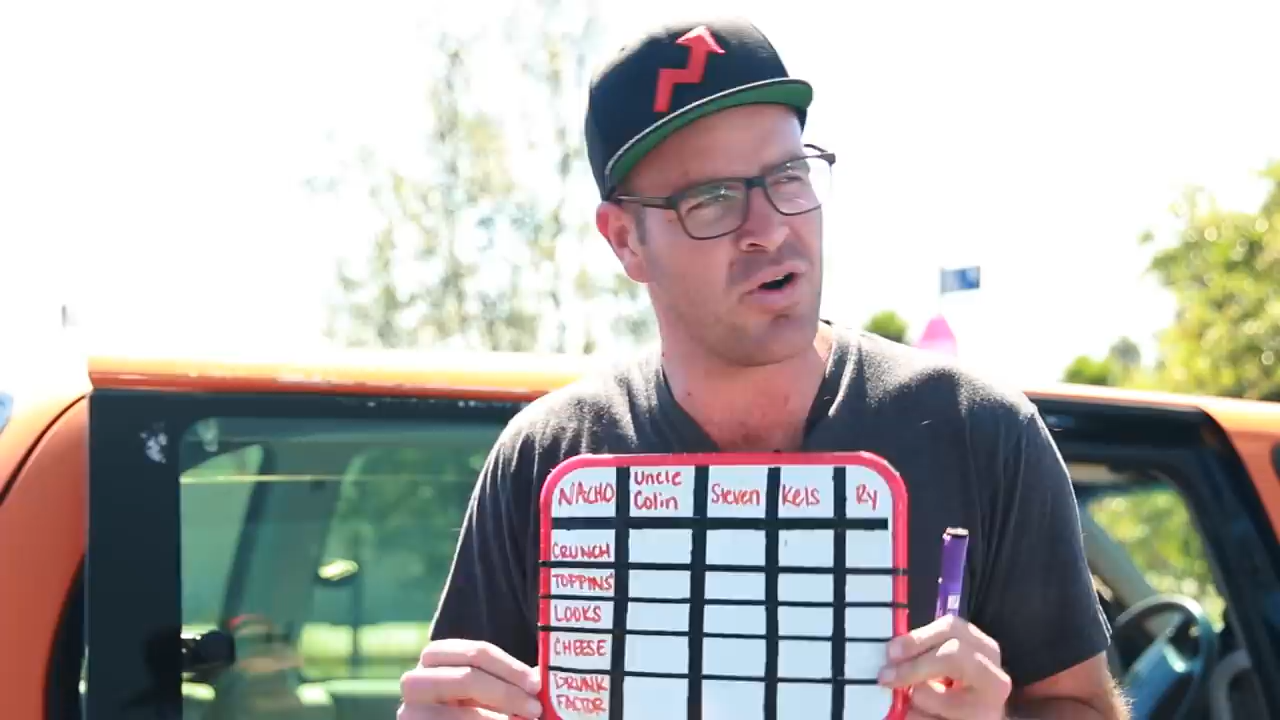 NACHO Uncle Colin Steven Kels Ry
CRUNCH
TOPPINS'
LOOKS
CHEESE
DRUNK
FACTOR